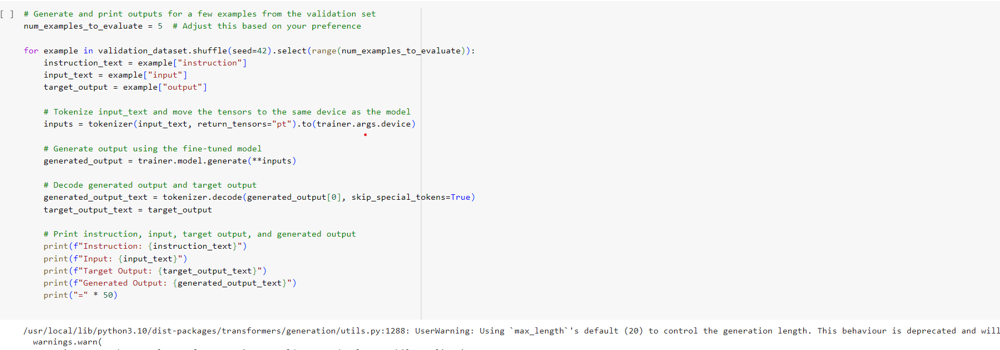 [ ] # Generate and print outputs for a few examples from the validation set
num_examples_to_evaluate = 5  # Adjust this based on your preference
for example in validation_dataset.shuffle(seed=42).select(range(num_examples_to_evaluate)):
    instruction_text = example["instruction"]
    input_text = example["input"]
    target_output = example["output"]
    # Tokenize input_text and move the tensors to the same device as the model
    inputs = tokenizer(input_text, return_tensors="pt").to(trainer.args.device)
    # Generate output using the fine-tuned model
    generated_output = trainer.model.generate(**inputs)
    # Decode generated output and target output
    generated_output_text = tokenizer.decode(generated_output[0], skip_special_tokens=True)
    target_output_text = target_output
    # Print instruction, input, target output, and generated output
    print(f"Instruction: {instruction_text}")
    print(f"Input: {input_text}")
    print(f"Target Output: {target_output_text}")
    print(f"Generated Output: {generated_output_text}")
    print("=" * 50)
/usr/local/lib/python3.10/dist-packages/transformers/generation/utils.py:1288: UserWarning: Using `max_length`'s default (20) to control the generation length. This behaviour is deprecated and will
  warnings.warn(